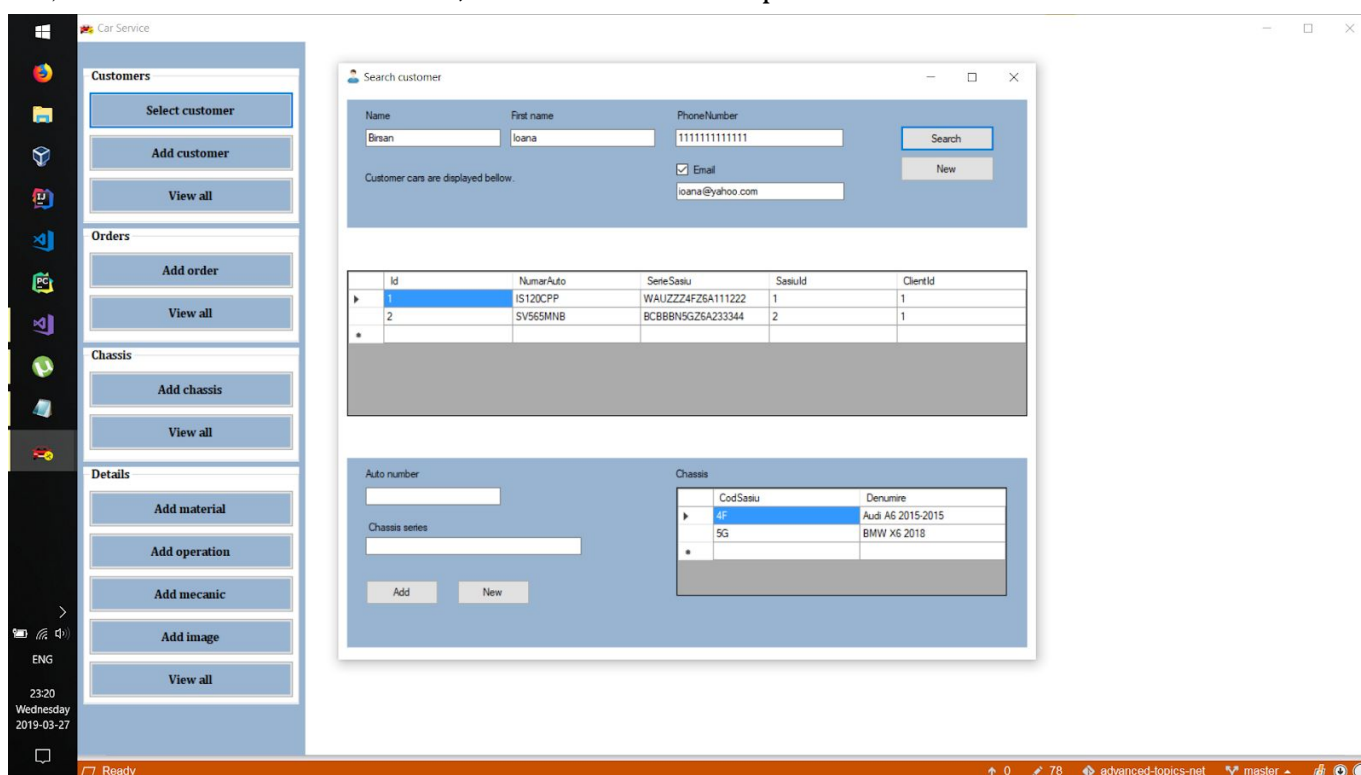 Car Service
Customers
Select customer
Add customer
View all
Orders
Add order
View all
Chassis
Add chassis
View all
Details
Add material
Add operation
Add mecanic
Add image
View all
Search customer
Name First name PhoneNumber
Birsan Ioana 1111111111111 Search
Email New
Customer cars are displayed bellow.
ioana@yahoo.com
Id NumarAuto SerieSasiu SasiuId ClientId
1 IS120CPP WAUZZZ4FZ6A111222 1 1
2 SV565MNB BCBBBN5GZ6A233344 2 1
Auto number Chassis
CodSasiu Denumire
4F Audi A6 2015-2015
Chassis series
5G BMW X6 2018
Add New
ENG
23:20
Wednesday
2019-03-27
Ready 0 78 advanced-topics-net master